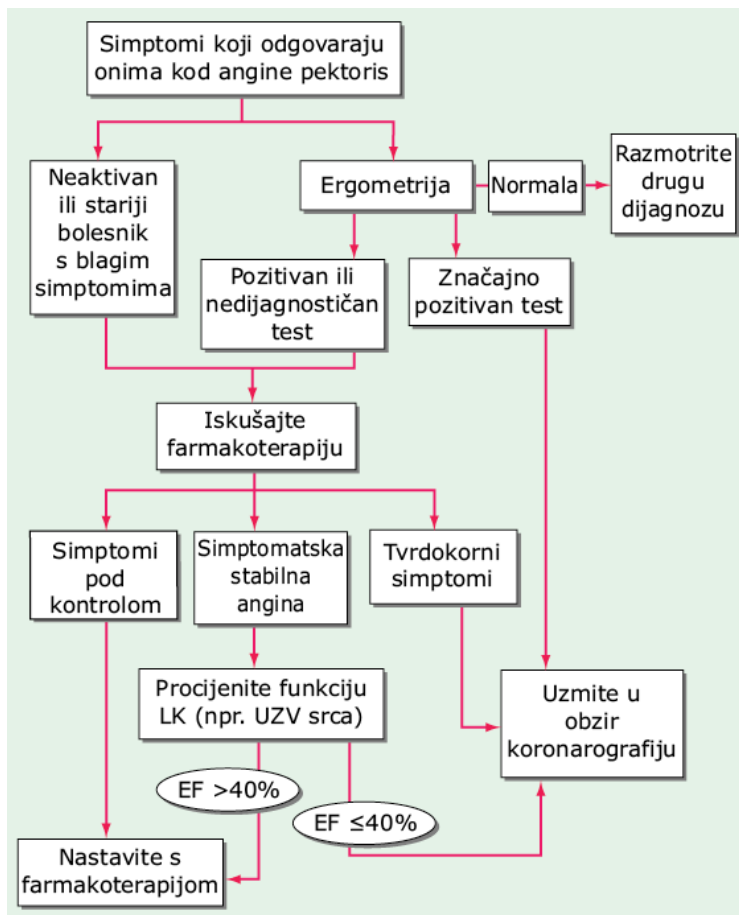 Simptomi koji odgovaraju
onima kod angine pektoris
Neaktivan
ili stariji
bolesnik
s blagim
simptomima
Ergometrija
Normala
Razmotrite
drugu
dijagnozu
Pozitivan ili
nedijagnostičan
test
Značajno
pozitivan test
Iskušajte
farmakoterapiju
Simptomi
pod
kontrolom
Simptomatska
stabilna
angina
Tvrdokorni
simptomi
Procijenite funkciju
LK (npr. UZV srca)
Uzmite u
obzir
koronarografiju
EF >40%
EF ≤40%
Nastavite s
farmakoterapijom